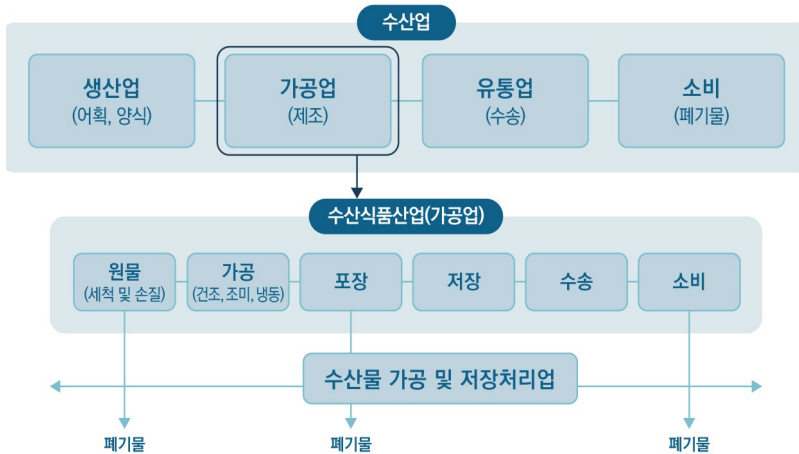 수산업
생산업
(어획, 양식)
가공업
(제조)
유통업
(수송)
소비
(폐기물)
수산식품산업(가공업)
원물
(세척 및 손질)
가공
(건조, 조미, 냉동)
포장
저장
수송
소비
수산물 가공 및 저장처리업
폐기물
폐기물
폐기물